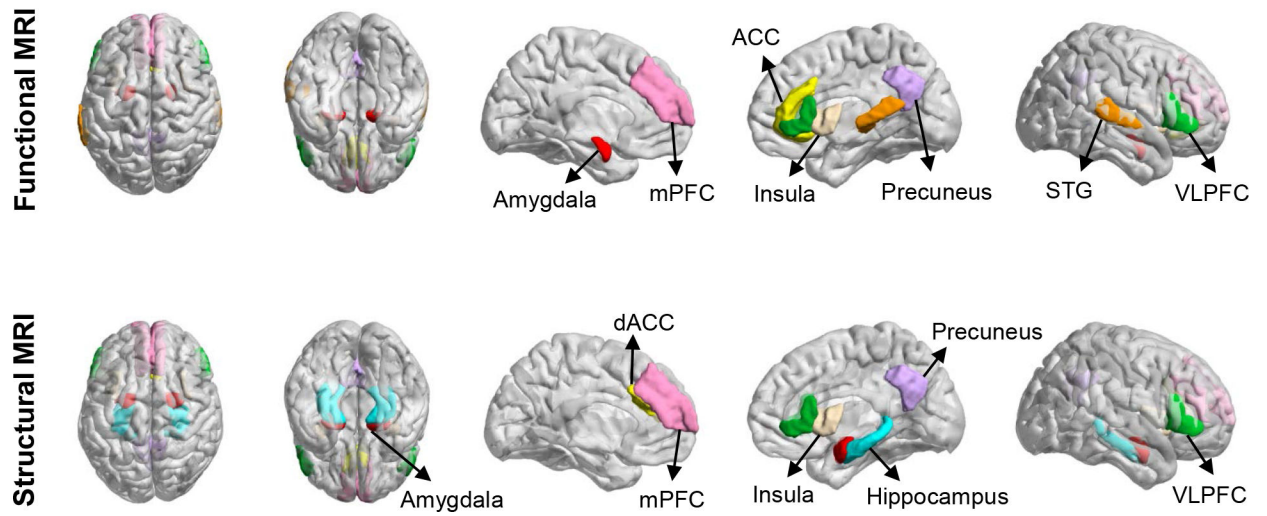 Functional MRI
ACC
Amygdala
mPFC
Insula
Precuneus
STG
VLPFC
Structural MRI
dACC
Precuneus
Amygdala
mPFC
Insula
Hippocampus
VLPFC